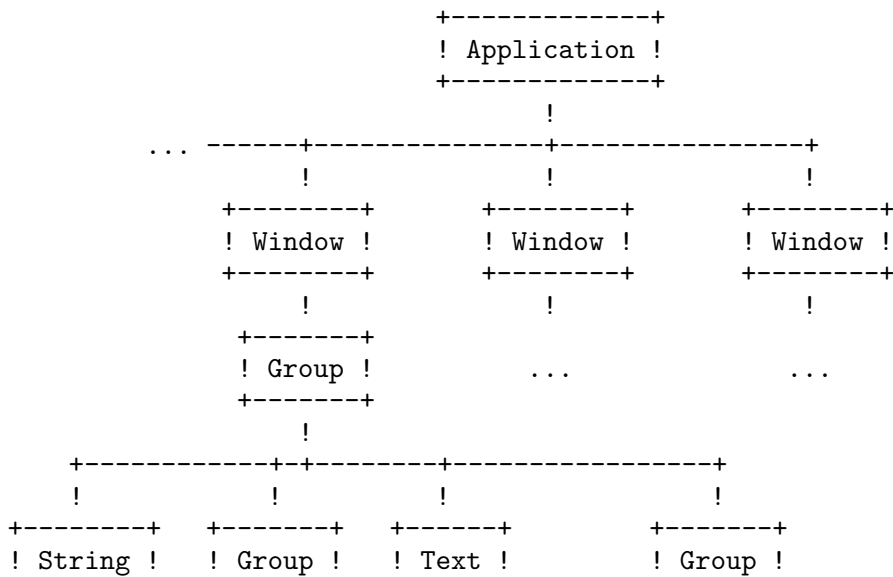 +-------------+
! Application !
+-------------+
!
... ------+---------------+----------------+
! ! !
+--------+ +--------+ +--------+
! Window ! ! Window ! ! Window !
+--------+ +--------+ +--------+
! ! !
+-------+
! Group ! ... ...
+-------+
!
+------------+-+--------+-----------------+
! ! ! !
+--------+ +-------+ +------+ +-------+
! String ! ! Group ! ! Text ! ! Group !